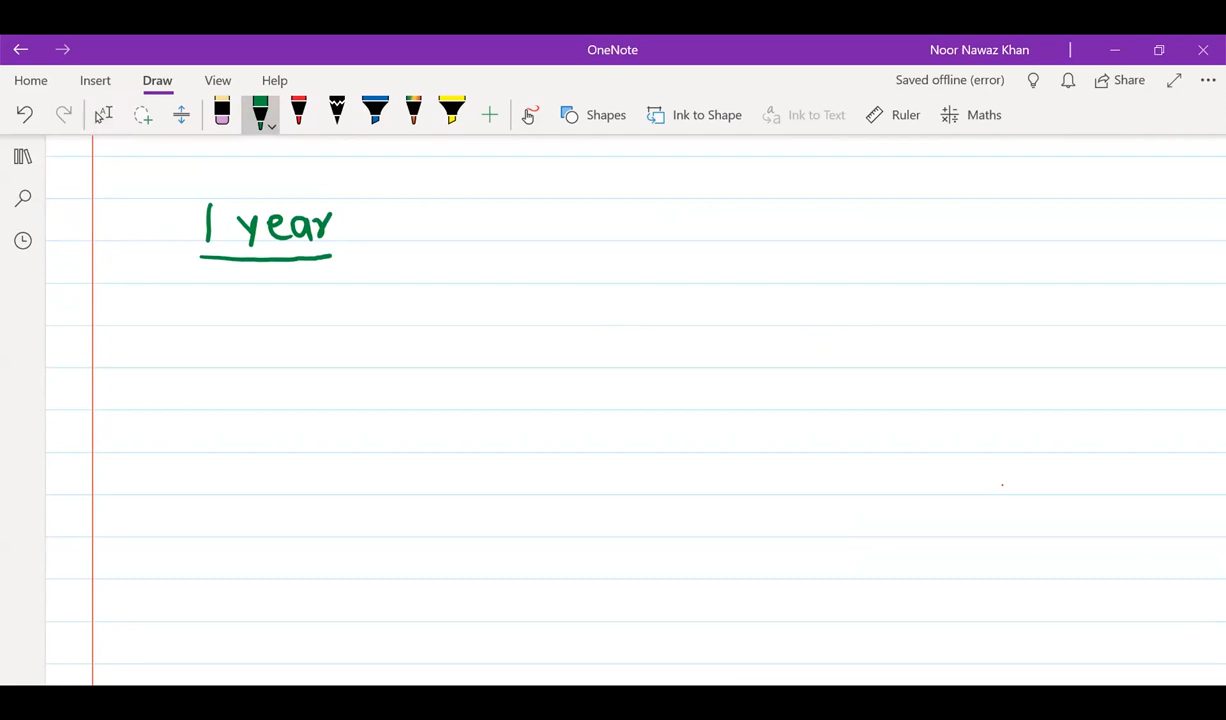 OneNote
Noor Nawaz Khan
Home Insert Draw View Help
Saved offline (error)
Share
Shapes
Ink to Shape
Ink to Text
Ruler
Maths
1 year